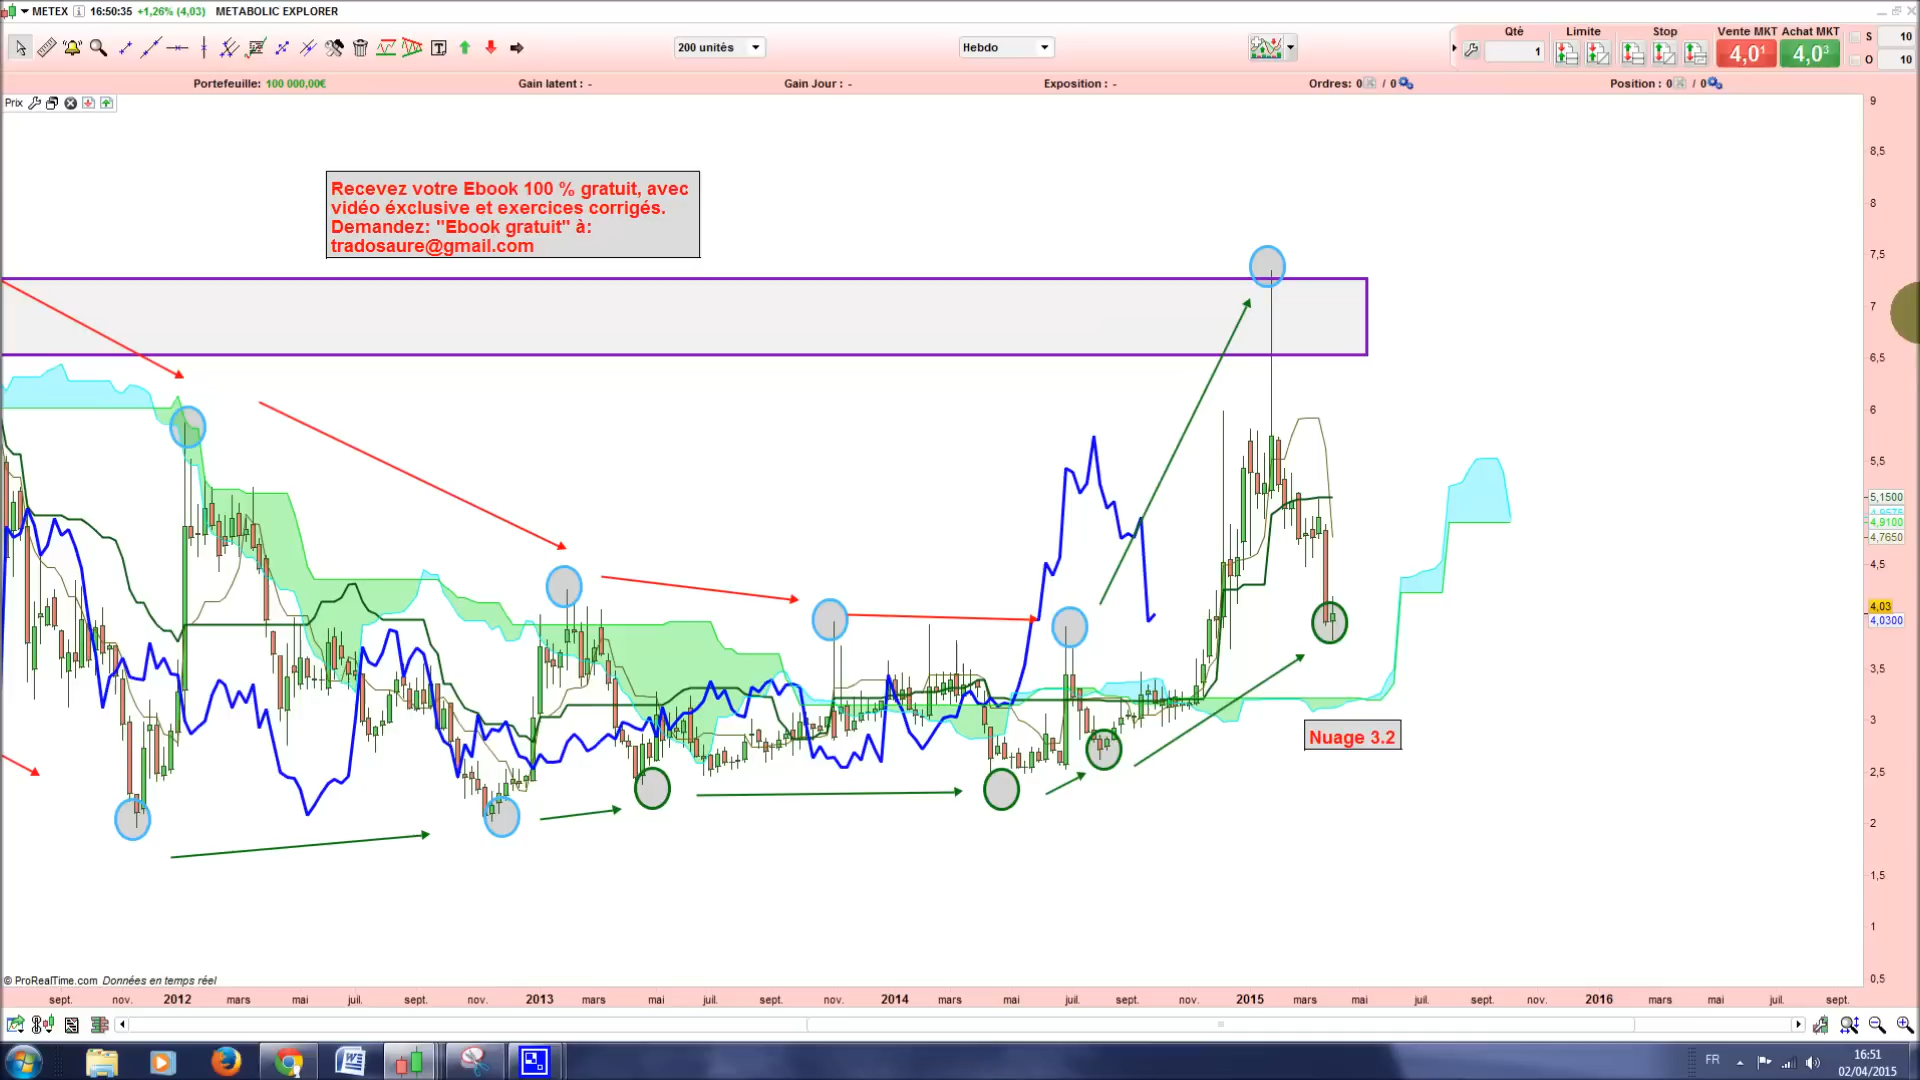 METEX 16:50:35 +1,26% (4,03) METABOLIC EXPLORER
200 unités
Hebdo
Qté
1
Limite
Stop
Vente MKT
4,0¹
Achat MKT
4,0³
S 10
O 10
Portefeuille: 100 000,00€
Gain latent : -
Gain Jour : -
Exposition : -
Ordres: 0 / 0
Position : 0 / 0
Prix
Recevez votre Ebook 100 % gratuit, avec
vidéo éxclusive et exercices corrigés.
Demandez: "Ebook gratuit" à:
tradosaure@gmail.com
Nuage 3.2
9
8,5
8
7,5
7
6,5
6
5,5
5,1500
4,9100
4,7650
4,5
4,03
4,0300
3,5
3
2,5
2
1,5
1
0,5
© ProRealTime.com Données en temps réel
sept. nov. 2012 mars mai juil. sept. nov. 2013 mars mai juil. sept. nov. 2014 mars mai juil. sept. nov. 2015 mars mai juil. sept. nov. 2016 mars mai juil. sept.
FR
16:51
02/04/2015